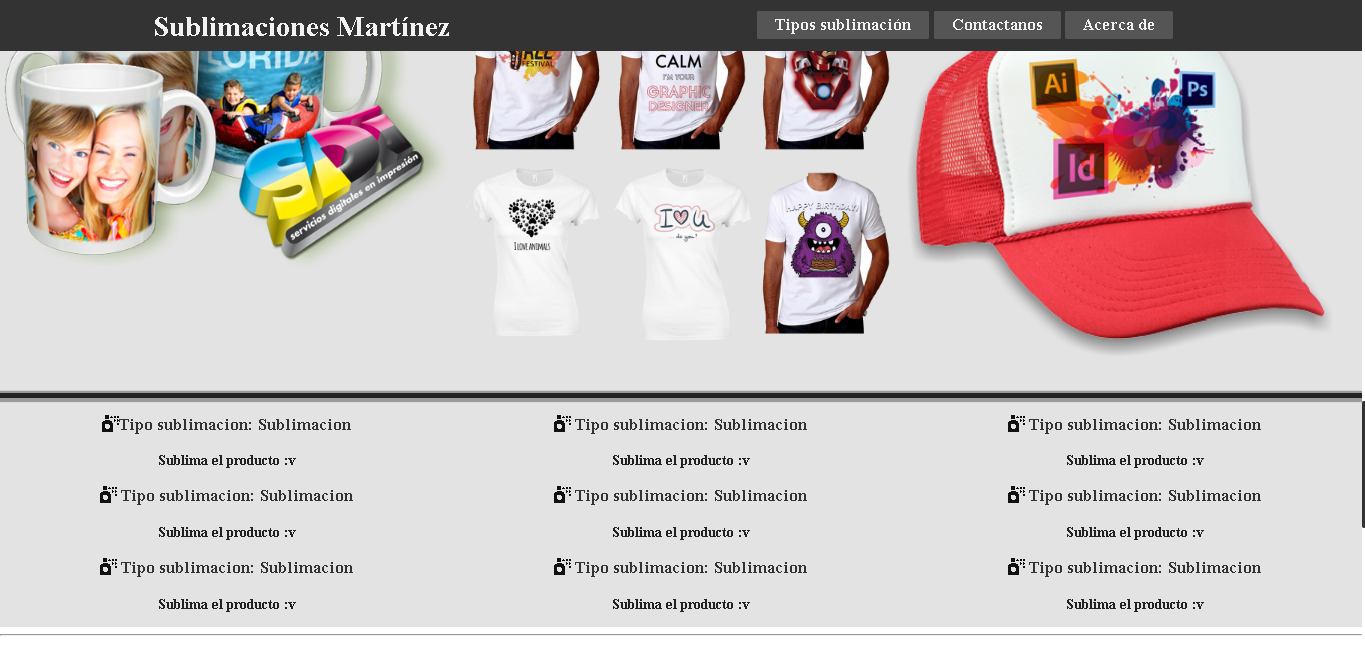 Sublimaciones Martínez
Tipos sublimación
Contactanos
Acerca de
LORIDA
servicios digitales en impresión
FESTIVAL
CALM
I'M YOUR
GRAPHIC
DESIGNER
I LOVE ANIMALS
I U
... do you?
HAPPY BIRTHDAY!
Ai
Ps
Id
Tipo sublimacion: Sublimacion
Tipo sublimacion: Sublimacion
Tipo sublimacion: Sublimacion
Sublima el producto :v
Sublima el producto :v
Sublima el producto :v
Tipo sublimacion: Sublimacion
Tipo sublimacion: Sublimacion
Tipo sublimacion: Sublimacion
Sublima el producto :v
Sublima el producto :v
Sublima el producto :v
Tipo sublimacion: Sublimacion
Tipo sublimacion: Sublimacion
Tipo sublimacion: Sublimacion
Sublima el producto :v
Sublima el producto :v
Sublima el producto :v